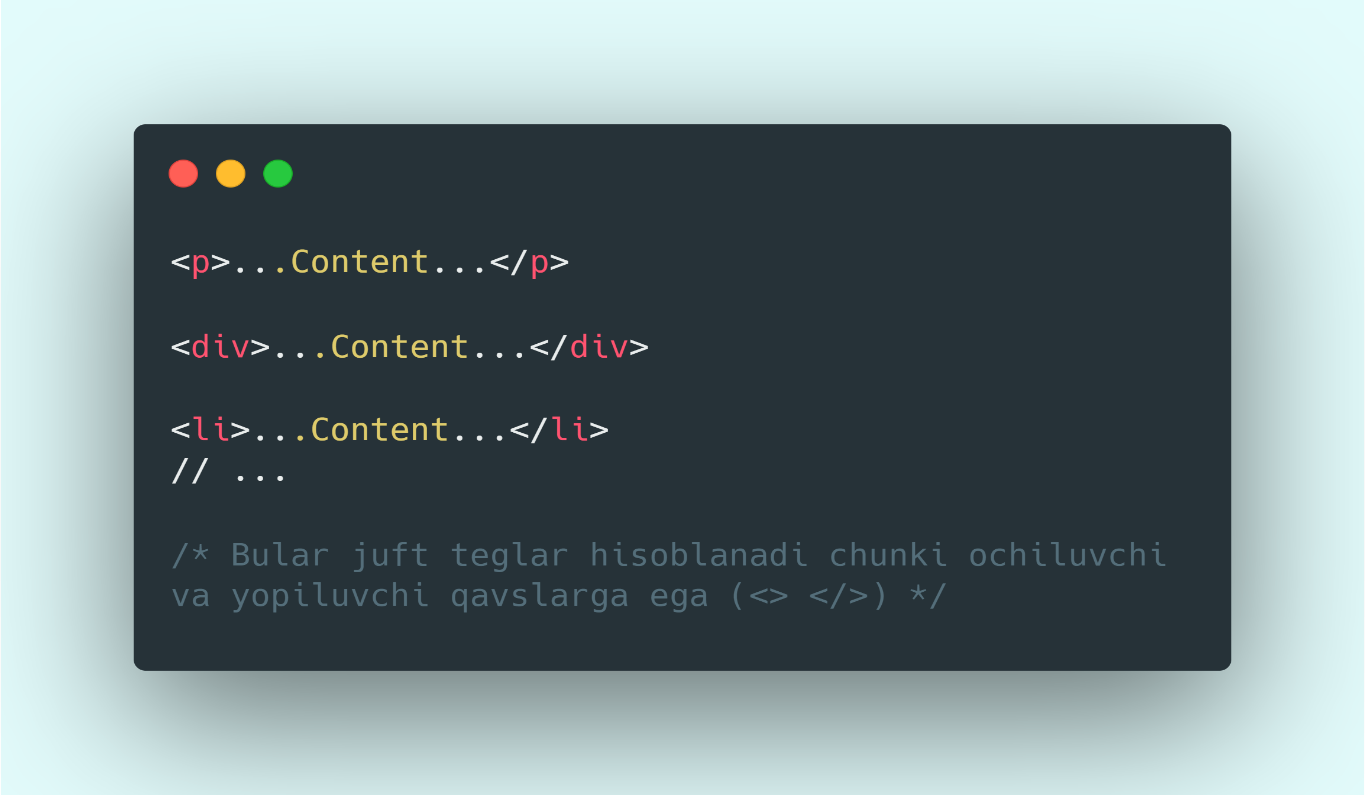 <p>...Content...</p>
<div>...Content...</div>
<li>...Content...</li>
// ...
/* Bular juft teglar hisoblanadi chunki ochiluvchi
va yopiluvchi qavslarga ega (<> </>) */